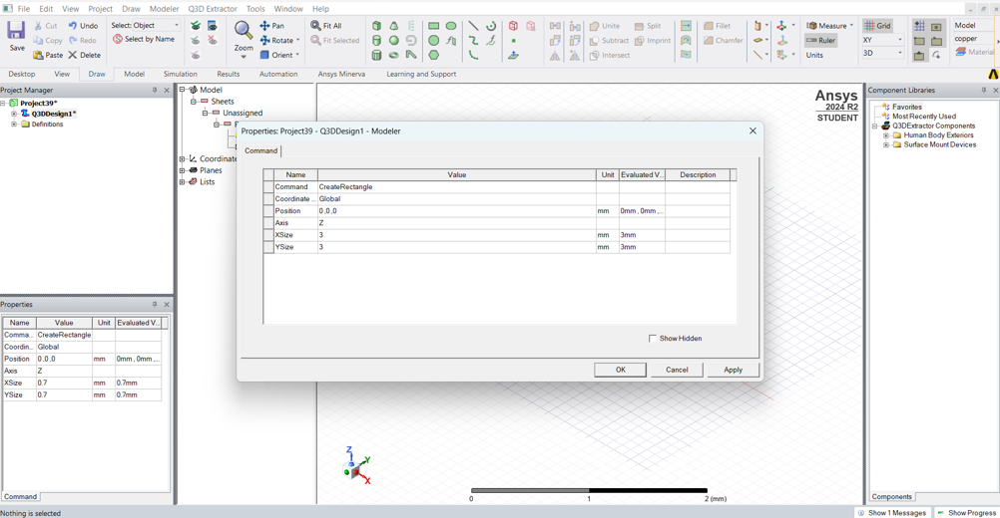 File Edit View Project Draw Modeler Q3D Extractor Tools Window Help
Save
Cut
Copy
Paste
Undo
Redo
Delete
Select: Object
Select by Name
Zoom
Pan
Rotate
Orient
Fit All
Fit Selected
Unite
Subtract
Intersect
Split
Imprint
Fillet
Chamfer
Measure
Ruler
Units
Grid
XY
3D
Model
copper
Material
Desktop View Draw Model Simulation Results Automation Ansys Minerva Learning and Support
Project Manager
Project39*
Q3DDesign1*
Definitions
Model
Sheets
Unassigned
Coordinate
Planes
Lists
Ansys
2024 R2
STUDENT
Properties: Project39 - Q3DDesign1 - Modeler
Command
Name Value Unit Evaluated V... Description
Command CreateRectangle
Coordinate ... Global
Position 0 ,0 ,0 mm 0mm , 0mm ,...
Axis Z
XSize 3 mm 3mm
YSize 3 mm 3mm
Show Hidden
OK Cancel Apply
Properties
Name Value Unit Evaluated V...
Comma... CreateRectangle
Coordin... Global
Position 0 ,0 ,0 mm 0mm , 0mm ,...
Axis Z
XSize 0.7 mm 0.7mm
YSize 0.7 mm 0.7mm
Command
Z
Y
X
0 1 2 (mm)
Component Libraries
Favorites
Most Recently Used
Q3DExtractor Components
Human Body Exteriors
Surface Mount Devices
Components
Nothing is selected
Show 1 Messages
Show Progress